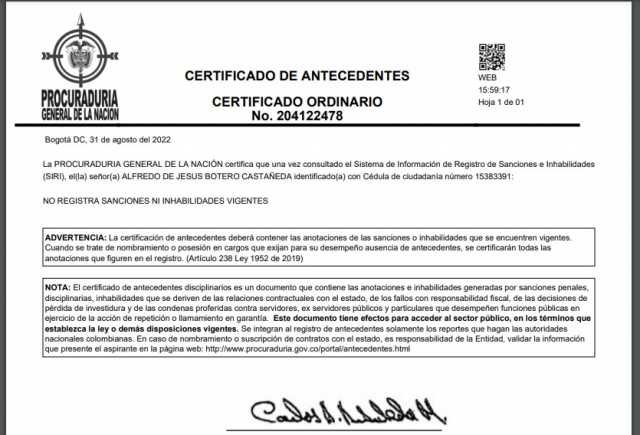 PROCURADURIA
GENERAL DE LA NACION
CERTIFICADO DE ANTECEDENTES
CERTIFICADO ORDINARIO
No. 204122478
WEB
15:59:17
Hoja 1 de 01
Bogotá DC, 31 de agosto del 2022
La PROCURADURIA GENERAL DE LA NACIÓN certifica que una vez consultado el Sistema de Información de Registro de Sanciones e Inhabilidades
(SIRI), el(la) señor(a) ALFREDO DE JESUS BOTERO CASTAÑEDA identificado(a) con Cédula de ciudadanía número 15383391:
NO REGISTRA SANCIONES NI INHABILIDADES VIGENTES
ADVERTENCIA: La certificación de antecedentes deberá contener las anotaciones de las sanciones o inhabilidades que se encuentren vigentes.
Cuando se trate de nombramiento o posesión en cargos que exijan para su desempeño ausencia de antecedentes, se certificarán todas las
anotaciones que figuren en el registro. (Artículo 238 Ley 1952 de 2019)
NOTA: El certificado de antecedentes disciplinarios es un documento que contiene las anotaciones e inhabilidades generadas por sanciones penales,
disciplinarias, inhabilidades que se deriven de las relaciones contractuales con el estado, de los fallos con responsabilidad fiscal, de las decisiones de
pérdida de investidura y de las condenas proferidas contra servidores, ex servidores públicos y particulares que desempeñen funciones públicas en
ejercicio de la acción de repetición o llamamiento en garantía. Este documento tiene efectos para acceder al sector público, en los términos que
establezca la ley o demás disposiciones vigentes. Se integran al registro de antecedentes solamente los reportes que hagan las autoridades
nacionales colombianas. En caso de nombramiento o suscripción de contratos con el estado, es responsabilidad de la Entidad, validar la información
que presente el aspirante en la página web: http://www.procuraduria.gov.co/portal/antecedentes.html